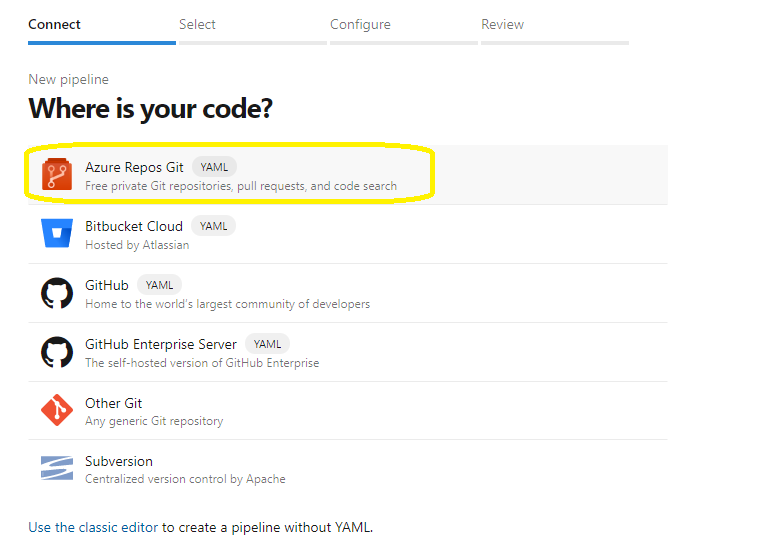 Connect Select Configure Review
New pipeline
Where is your code?
Azure Repos Git YAML
Free private Git repositories, pull requests, and code search
Bitbucket Cloud YAML
Hosted by Atlassian
GitHub YAML
Home to the world's largest community of developers
GitHub Enterprise Server YAML
The self-hosted version of GitHub Enterprise
Other Git
Any generic Git repository
Subversion
Centralized version control by Apache
Use the classic editor to create a pipeline without YAML.